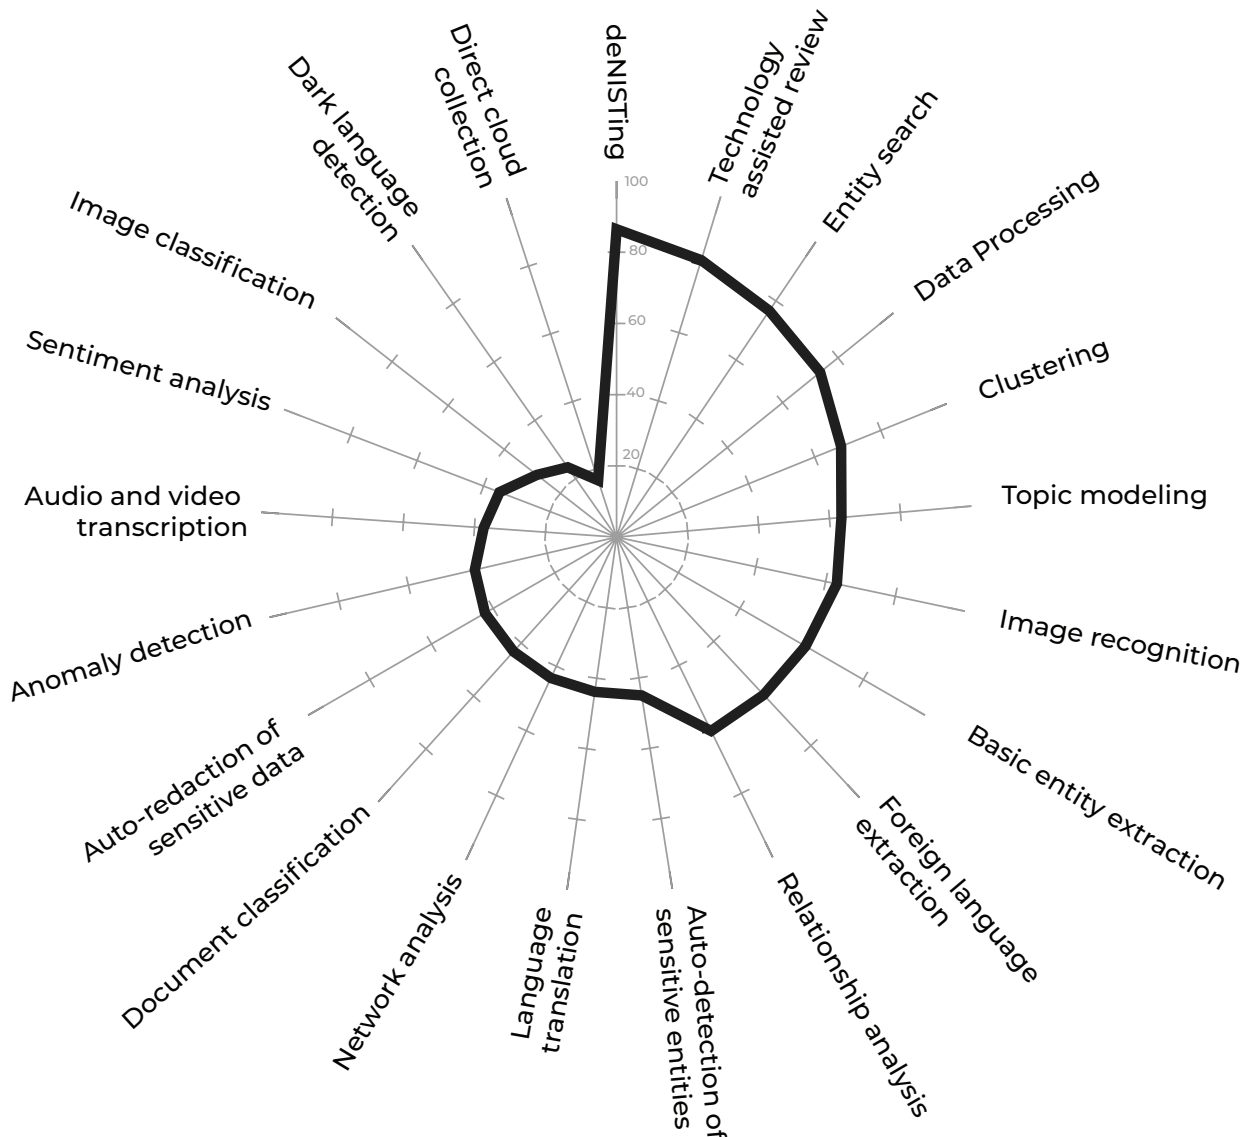 deNISTing
Technology
assisted review
Entity search
Data Processing
Clustering
Topic modeling
Image recognition
Basic entity extraction
Foreign language
extraction
Relationship analysis
Auto-detection of
sensitive entities
Language
translation
Network analysis
Document classification
Auto-redaction of
sensitive data
Anomaly detection
Audio and video
transcription
Sentiment analysis
Image classification
Dark language
detection
Direct cloud
collection
100
80
60
40
20